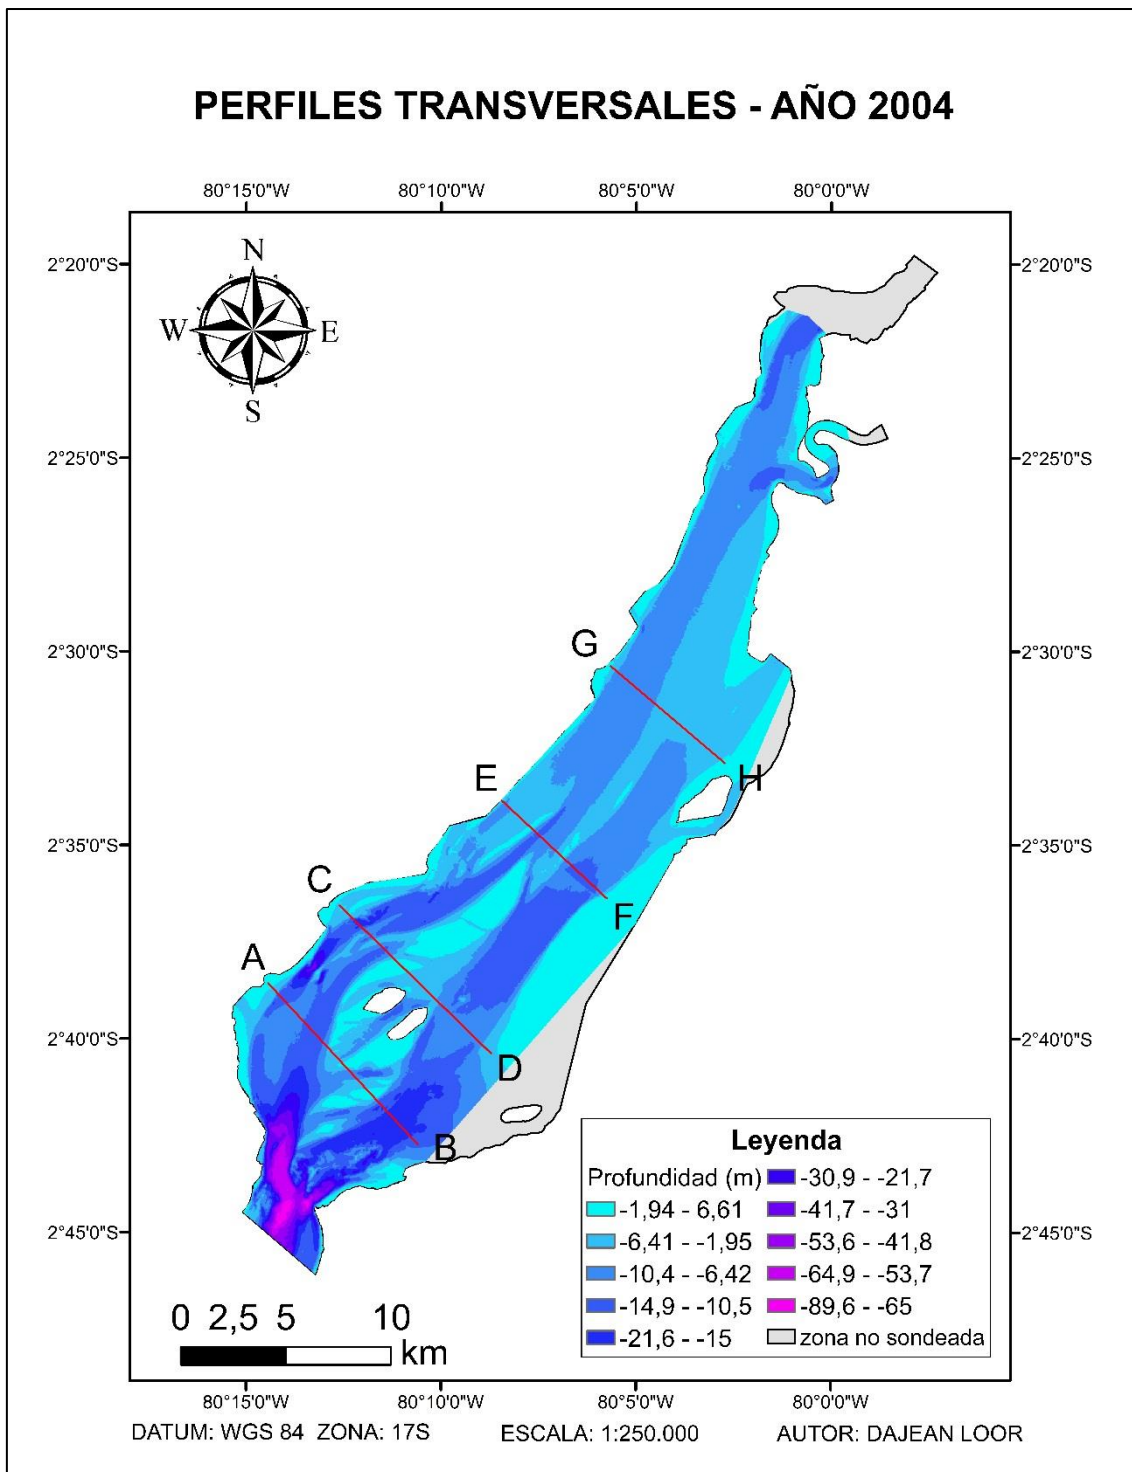 PERFILES TRANSVERSALES - AÑO 2004
80°15'0"W 80°10'0"W 80°5'0"W 80°0'0"W
N
W E
S
2°20'0"S 2°20'0"S
2°25'0"S 2°25'0"S
2°30'0"S 2°30'0"S
2°35'0"S 2°35'0"S
2°40'0"S 2°40'0"S
2°45'0"S 2°45'0"S
G
H
E
F
C
D
A
B
Leyenda
Profundidad (m)
-1,94 - 6,61
-6,41 - -1,95
-10,4 - -6,42
-14,9 - -10,5
-21,6 - -15
-30,9 - -21,7
-41,7 - -31
-53,6 - -41,8
-64,9 - -53,7
-89,6 - -65
zona no sondeada
0 2,5 5 10
km
80°15'0"W 80°10'0"W 80°5'0"W 80°0'0"W
DATUM: WGS 84 ZONA: 17S ESCALA: 1:250.000 AUTOR: DAJEAN LOOR